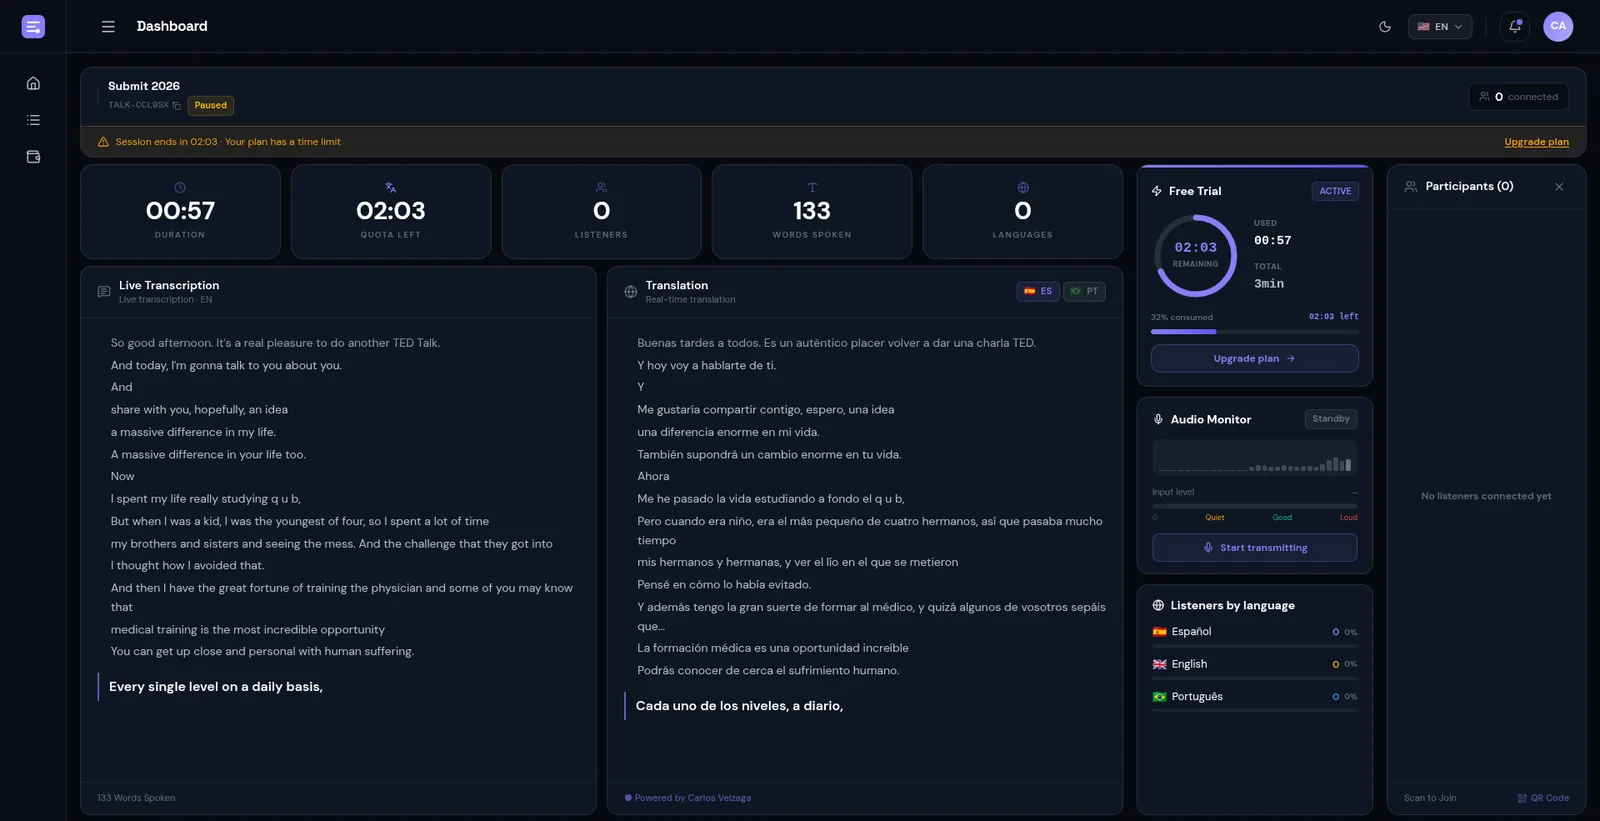 Dashboard
EN
CA
Submit 2026
TALK-CCL9SX
Paused
0 connected
Session ends in 02:03 · Your plan has a time limit
Upgrade plan
00:57
DURATION
02:03
QUOTA LEFT
0
LISTENERS
133
WORDS SPOKEN
0
LANGUAGES
Live Transcription
Live transcription · EN
So good afternoon. It's a real pleasure to do another TED Talk.
And today, I'm gonna talk to you about you.
And
share with you, hopefully, an idea
a massive difference in my life.
A massive difference in your life too.
Now
I spent my life really studying q u b,
But when I was a kid, I was the youngest of four, so I spent a lot of time
my brothers and sisters and seeing the mess. And the challenge that they got into
I thought how I avoided that.
And then I have the great fortune of training the physician and some of you may know
that
medical training is the most incredible opportunity
You can get up close and personal with human suffering.
Every single level on a daily basis,
133 Words Spoken
Translation
Real-time translation
ES
PT
Buenas tardes a todos. Es un auténtico placer volver a dar una charla TED.
Y hoy voy a hablarte de ti.
Y
Me gustaría compartir contigo, espero, una idea
una diferencia enorme en mi vida.
También supondrá un cambio enorme en tu vida.
Ahora
Me he pasado la vida estudiando a fondo el q u b,
Pero cuando era niño, era el más pequeño de cuatro hermanos, así que pasaba mucho
tiempo
mis hermanos y hermanas, y ver el lío en el que se metieron
Pensé en cómo lo había evitado.
Y además tengo la gran suerte de formar al médico, y quizá algunos de vosotros sepáis
que...
La formación médica es una oportunidad increíble
Podrás conocer de cerca el sufrimiento humano.
Cada uno de los niveles, a diario,
Powered by Carlos Veizaga
Free Trial
ACTIVE
02:03
REMAINING
USED
00:57
TOTAL
3min
32% consumed
02:03 left
Upgrade plan →
Audio Monitor
Standby
Input level
—
0
Quiet
Good
Loud
Start transmitting
Listeners by language
Español
0 0%
English
0 0%
Português
0 0%
Participants (0)
No listeners connected yet
Scan to Join
QR Code